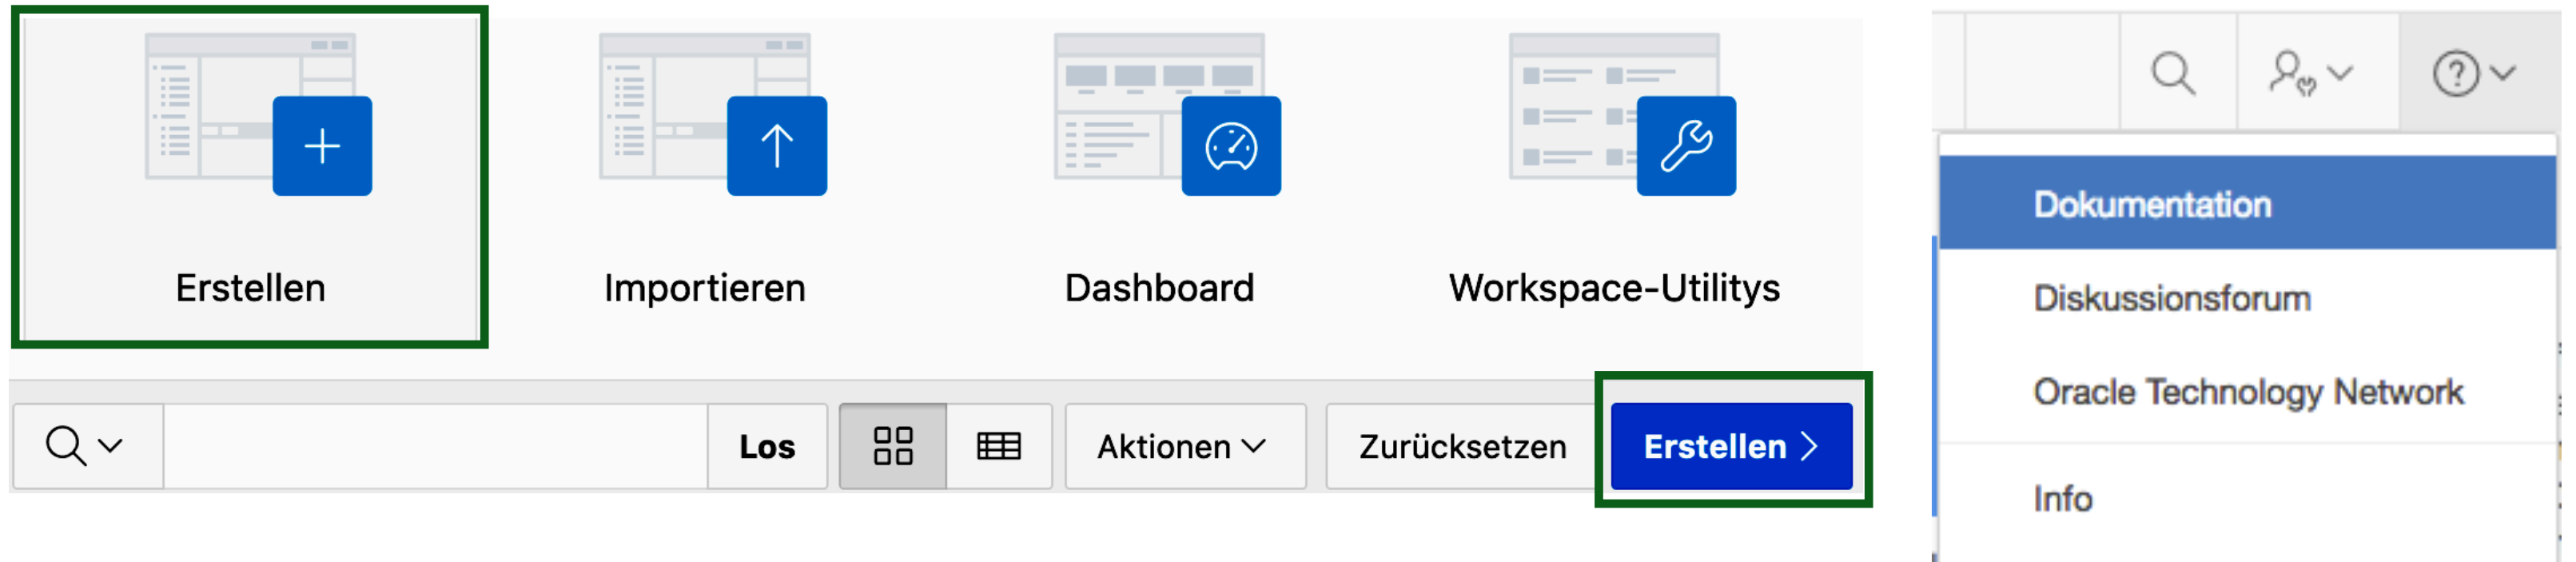 Erstellen
Importieren
Dashboard
Workspace-Utilitys
Los
Aktionen
Zurücksetzen
Erstellen
Dokumentation
Diskussionsforum
Oracle Technology Network
Info